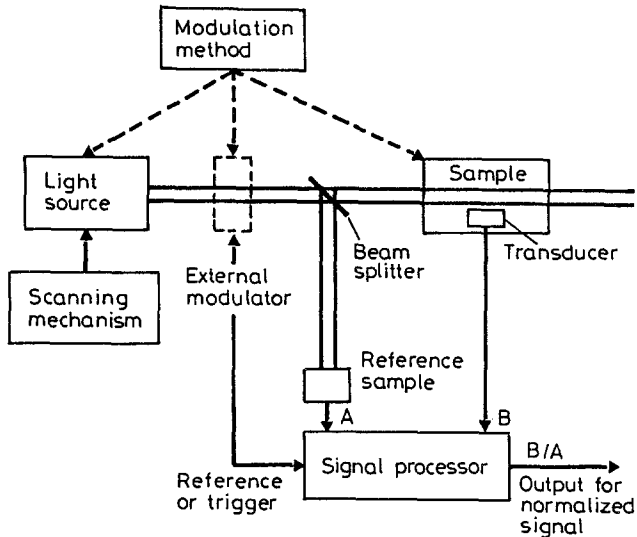 Modulation
method
Light
source
Sample
Transducer
Beam
splitter
Scanning
mechanism
External
modulator
Reference
sample
A
B
Signal processor
B/A
Reference
or trigger
Output for
normalized
signal